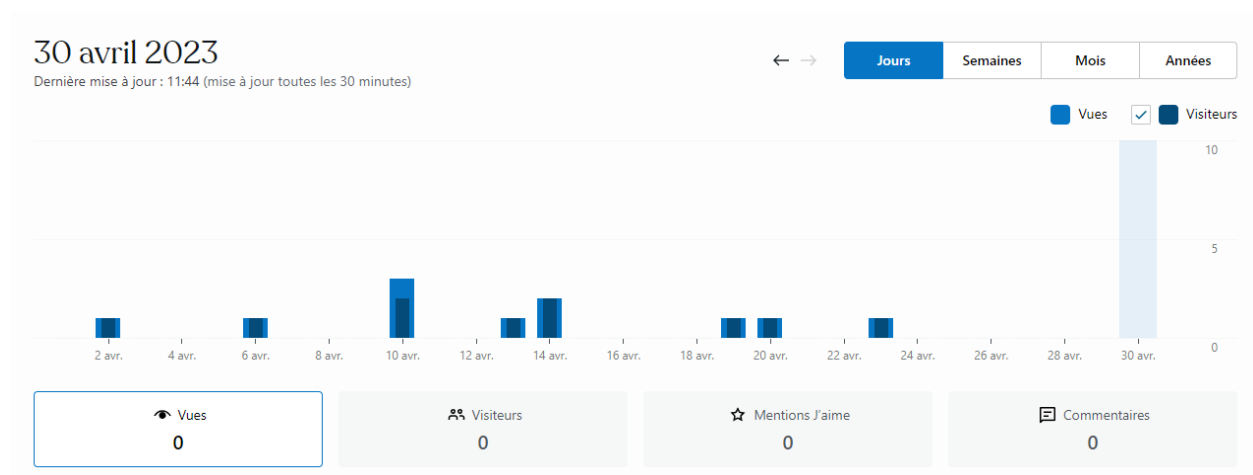 30 avril 2023
Dernière mise à jour : 11:44 (mise à jour toutes les 30 minutes)
← → Jours Semaines Mois Années
Vues Visiteurs
10
5
0
2 avr. 4 avr. 6 avr. 8 avr. 10 avr. 12 avr. 14 avr. 16 avr. 18 avr. 20 avr. 22 avr. 24 avr. 26 avr. 28 avr. 30 avr.
Vues Visiteurs Mentions J'aime Commentaires
0 0 0 0